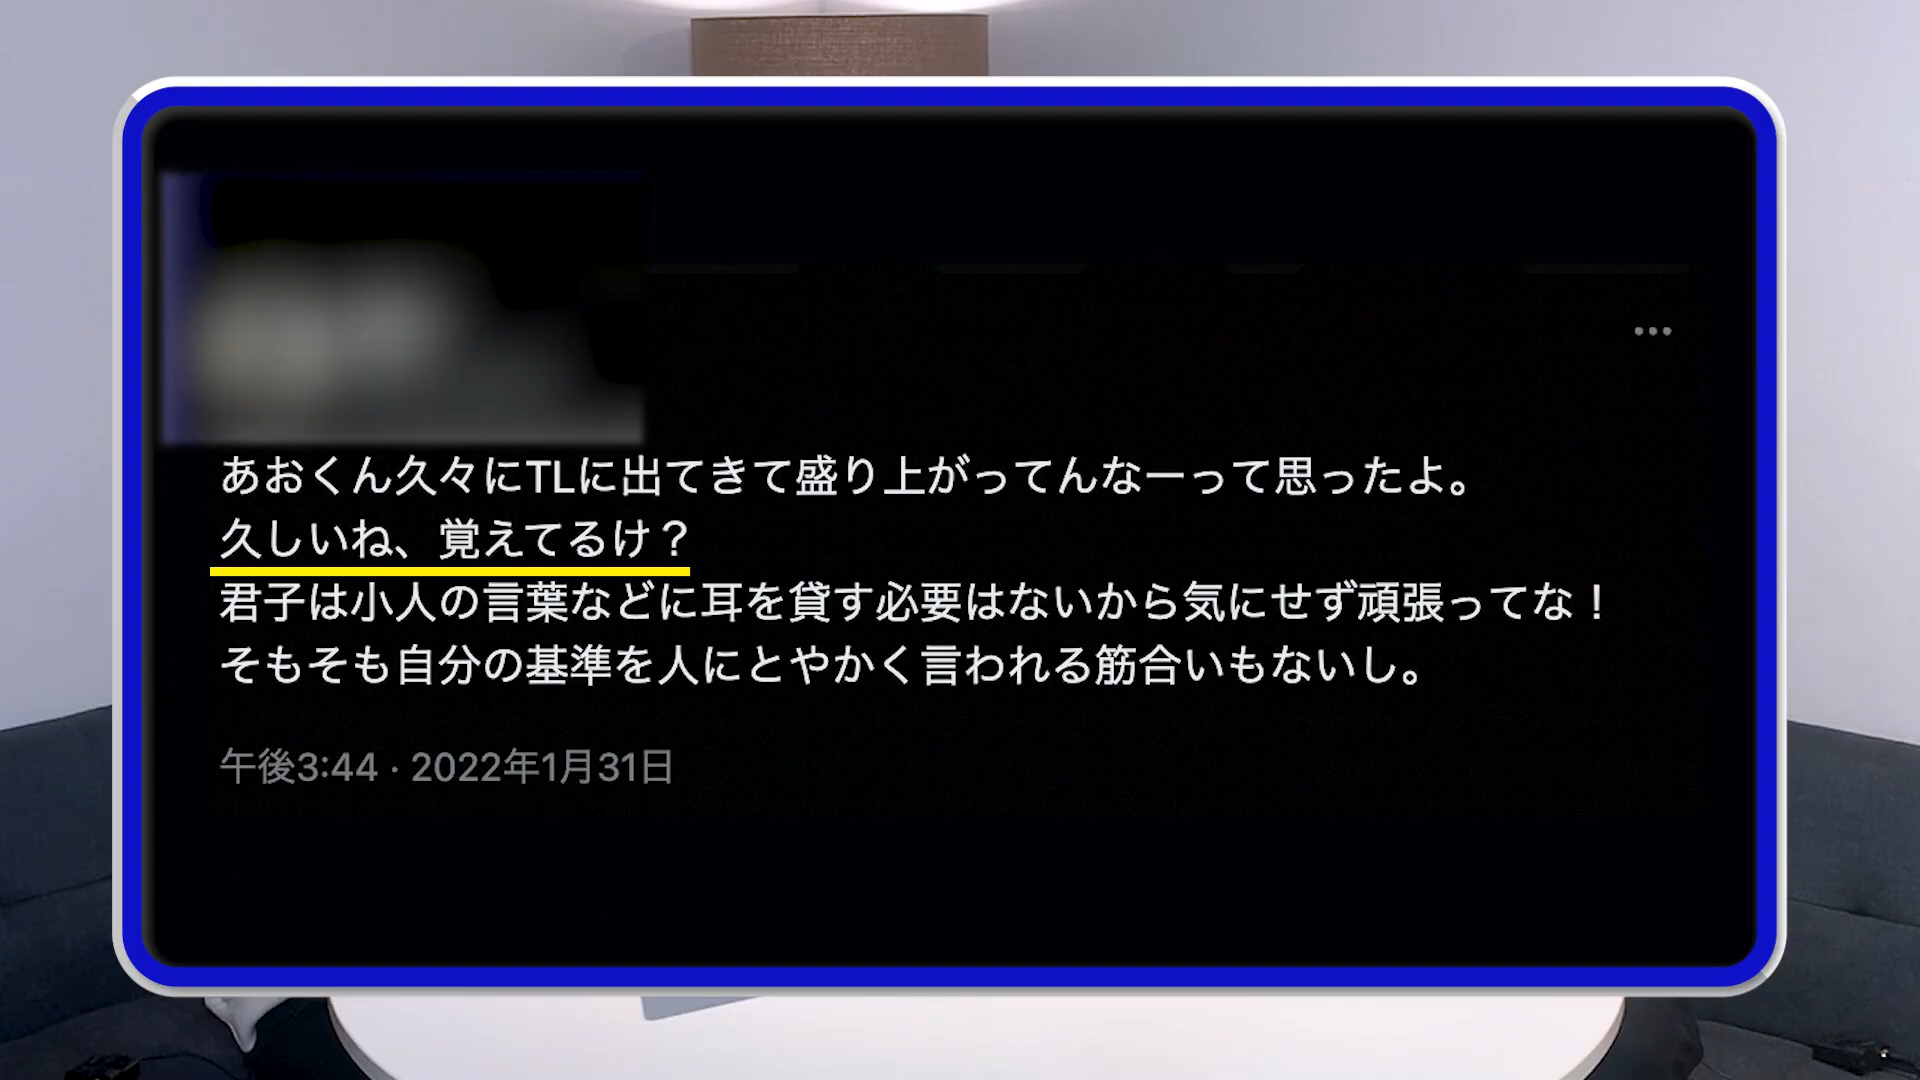 あおくん久々にTLに出てきて盛り上がってんなーって思ったよ。
久しいね、覚えてるけ？
君子は小人の言葉などに耳を貸す必要はないから気にせず頑張ってな！
そもそも自分の基準を人にとやかく言われる筋合いもないし。
午後3:44 · 2022年1月31日